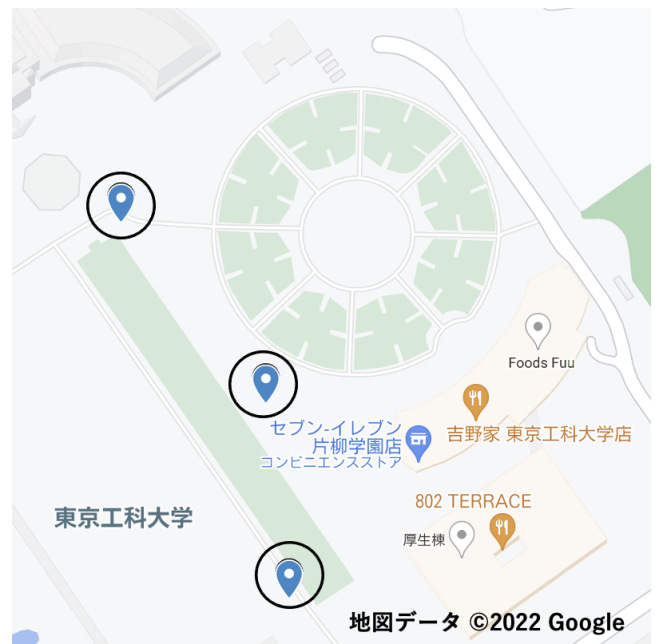 Foods Fuu
セブン-イレブン
片柳学園店
コンビニエンスストア
吉野家 東京工科大学店
802 TERRACE
東京工科大学
厚生棟
地図データ ©2022 Google